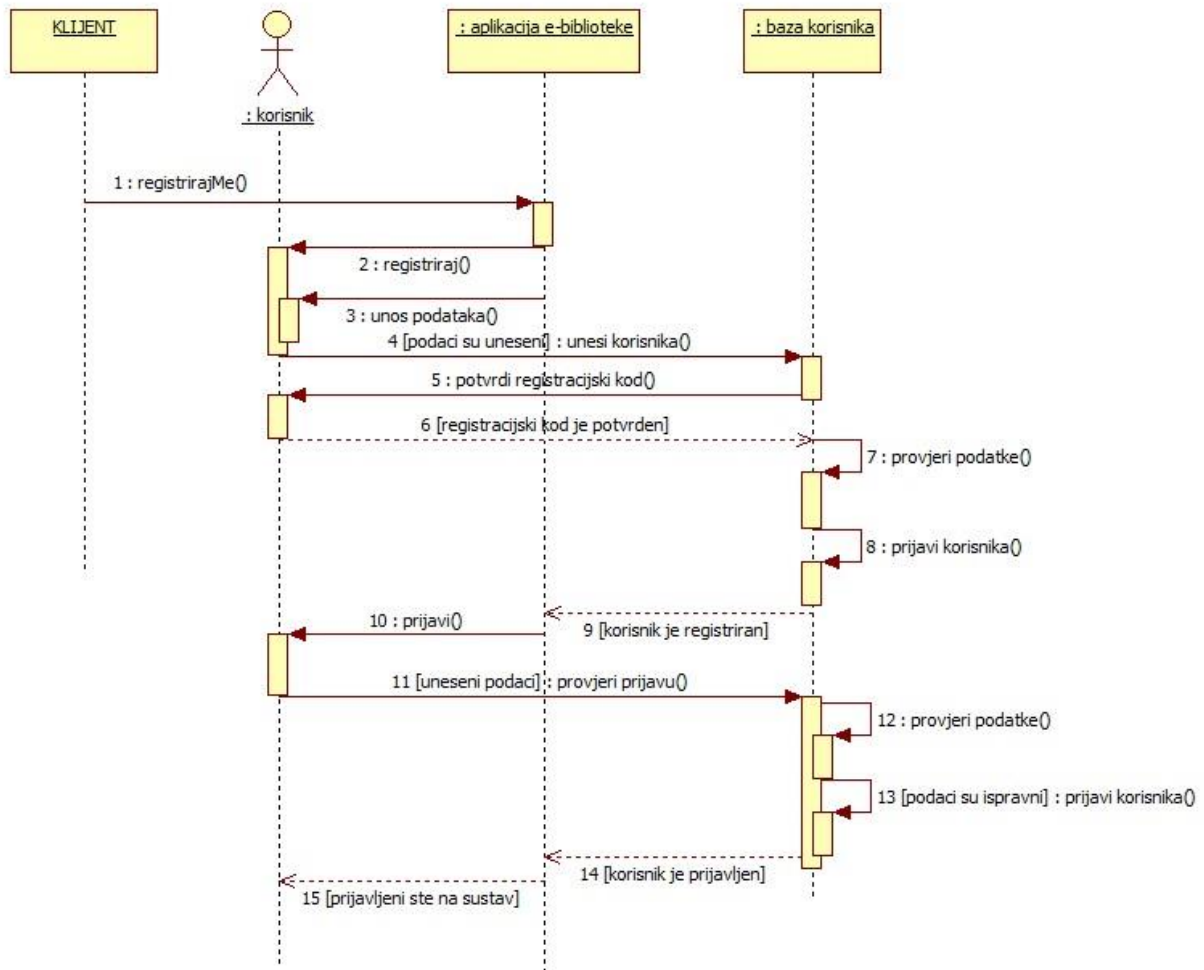 KLIJENT
: korisnik
: aplikacija e-biblioteke
: baza korisnika
1 : registrirajMe()
2 : registriraj()
3 : unos podataka()
4 [podaci su uneseni] : unesi korisnika()
5 : potvrdi registracijski kod()
6 [registracijski kod je potvrden]
7 : provjeri podatke()
8 : prijavi korisnika()
9 [korisnik je registriran]
10 : prijavi()
11 [uneseni podaci] : provjeri prijavu()
12 : provjeri podatke()
13 [podaci su ispravni] : prijavi korisnika()
14 [korisnik je prijavljen]
15 [prijavljeni ste na sustav]